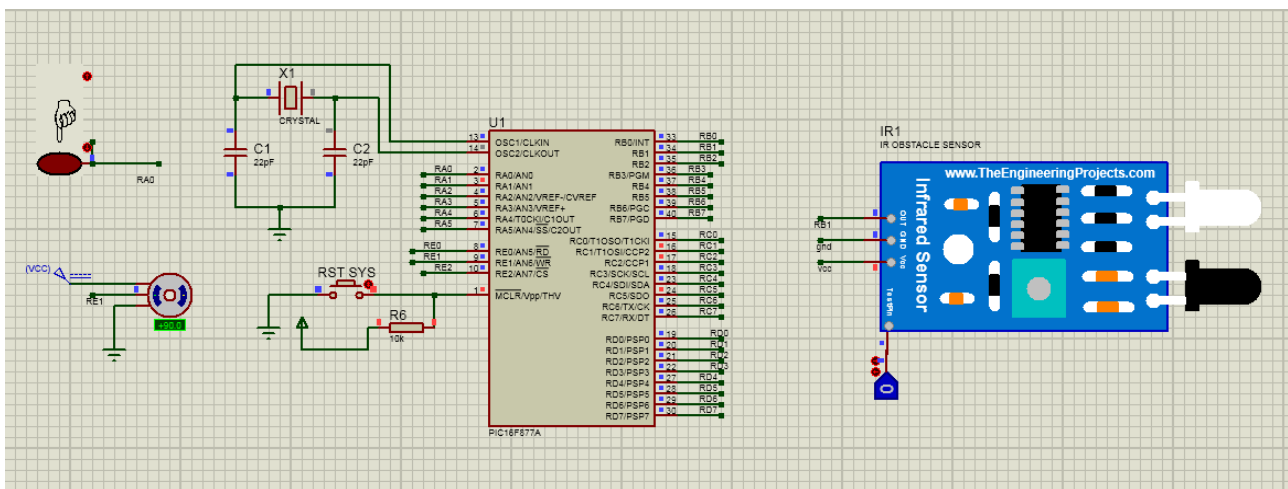 X1
CRYSTAL
C1
22pF
C2
22pF
RA0
(VCC)
RE1
+90.0
RST SYS
R6
10k
U1
13 OSC1/CLKIN
14 OSC2/CLKOUT
RA0 2 RA0/AN0
RA1 3 RA1/AN1
RA2 4 RA2/AN2/VREF-/CVREF
RA3 5 RA3/AN3/VREF+
RA4 6 RA4/T0CKI/C1OUT
RA5 7 RA5/AN4/SS/C2OUT
RE0 8 RE0/AN5/RD
RE1 9 RE1/AN6/WR
RE2 10 RE2/AN7/CS
1 MCLR/Vpp/THV
RB0/INT 33 RB0
RB1 34 RB1
RB2 35 RB2
RB3/PGM 36 RB3
RB4 37 RB4
RB5 38 RB5
RB6/PGC 39 RB6
RB7/PGD 40 RB7
RC0/T1OSO/T1CKI 15 RC0
RC1/T1OSI/CCP2 16 RC1
RC2/CCP1 17 RC2
RC3/SCK/SCL 18 RC3
RC4/SDI/SDA 23 RC4
RC5/SDO 24 RC5
RC6/TX/CK 25 RC6
RC7/RX/DT 26 RC7
RD0/PSP0 19 RD0
RD1/PSP1 20 RD1
RD2/PSP2 21 RD2
RD3/PSP3 22 RD3
RD4/PSP4 27 RD4
RD5/PSP5 28 RD5
RD6/PSP6 29 RD6
RD7/PSP7 30 RD7
PIC16F877A
IR1
IR OBSTACLE SENSOR
www.TheEngineeringProjects.com
Infrared Sensor
RB1 OUT
gnd GND
vcc Vcc
TestPin
0